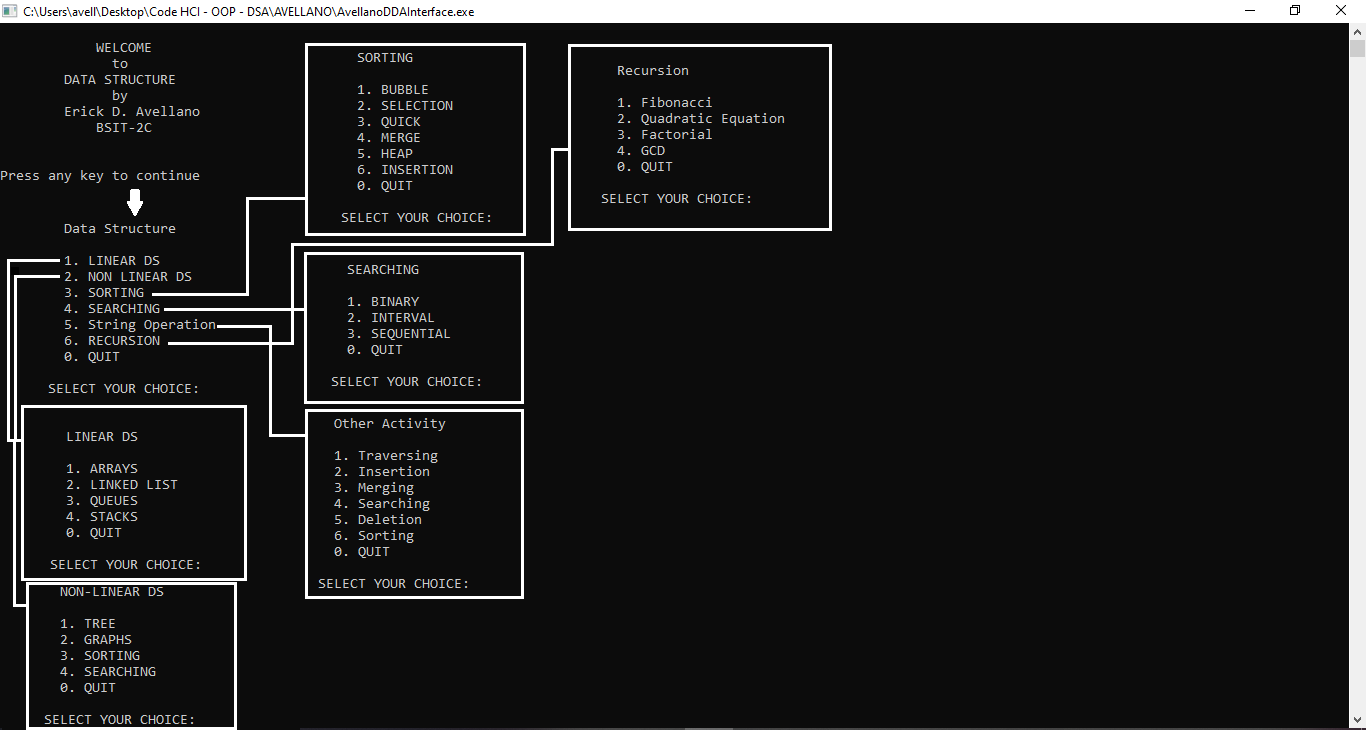 C:\Users\avell\Desktop\Code HCI - OOP - DSA\AVELLANO\AvellanoDDAInterface.exe
WELCOME
to
DATA STRUCTURE
by
Erick D. Avellano
BSIT-2C
Press any key to continue
Data Structure
1. LINEAR DS
2. NON LINEAR DS
3. SORTING
4. SEARCHING
5. String Operation
6. RECURSION
0. QUIT
SELECT YOUR CHOICE:
LINEAR DS
1. ARRAYS
2. LINKED LIST
3. QUEUES
4. STACKS
0. QUIT
SELECT YOUR CHOICE:
NON-LINEAR DS
1. TREE
2. GRAPHS
3. SORTING
4. SEARCHING
0. QUIT
SELECT YOUR CHOICE:
SORTING
1. BUBBLE
2. SELECTION
3. QUICK
4. MERGE
5. HEAP
6. INSERTION
0. QUIT
SELECT YOUR CHOICE:
SEARCHING
1. BINARY
2. INTERVAL
3. SEQUENTIAL
0. QUIT
SELECT YOUR CHOICE:
Other Activity
1. Traversing
2. Insertion
3. Merging
4. Searching
5. Deletion
6. Sorting
0. QUIT
SELECT YOUR CHOICE:
Recursion
1. Fibonacci
2. Quadratic Equation
3. Factorial
4. GCD
0. QUIT
SELECT YOUR CHOICE: